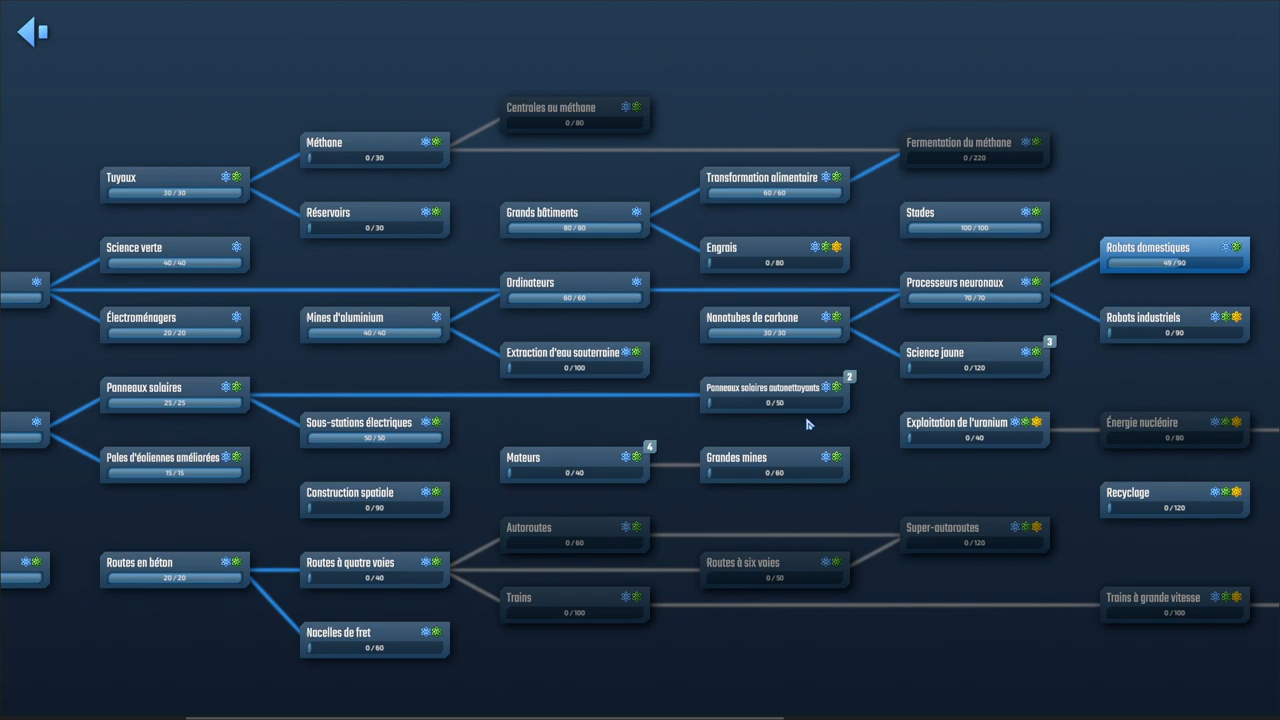 Centrales au méthane
0 / 80
Méthane
0 / 30
Fermentation du méthane
0 / 220
Tuyaux
30 / 30
Transformation alimentaire
60 / 60
Réservoirs
0 / 30
Grands bâtiments
80 / 80
Stades
100 / 100
Science verte
40 / 40
Engrais
0 / 80
Robots domestiques
49 / 90
Ordinateurs
60 / 60
Processeurs neuronaux
70 / 70
Électroménagers
20 / 20
Mines d'aluminium
40 / 40
Nanotubes de carbone
30 / 30
Robots industriels
0 / 90
Extraction d'eau souterraine
0 / 100
Science jaune
3
0 / 120
Panneaux solaires
25 / 25
Panneaux solaires autonettoyants
2
0 / 50
Sous-stations électriques
50 / 50
Exploitation de l'uranium
0 / 40
Énergie nucléaire
0 / 80
Pales d'éoliennes améliorées
15 / 15
Moteurs
4
0 / 40
Grandes mines
0 / 60
Construction spatiale
0 / 90
Recyclage
0 / 120
Autoroutes
0 / 60
Super-autoroutes
0 / 120
Routes en béton
20 / 20
Routes à quatre voies
0 / 40
Routes à six voies
0 / 50
Trains
0 / 100
Trains à grande vitesse
0 / 100
Nacelles de fret
0 / 60